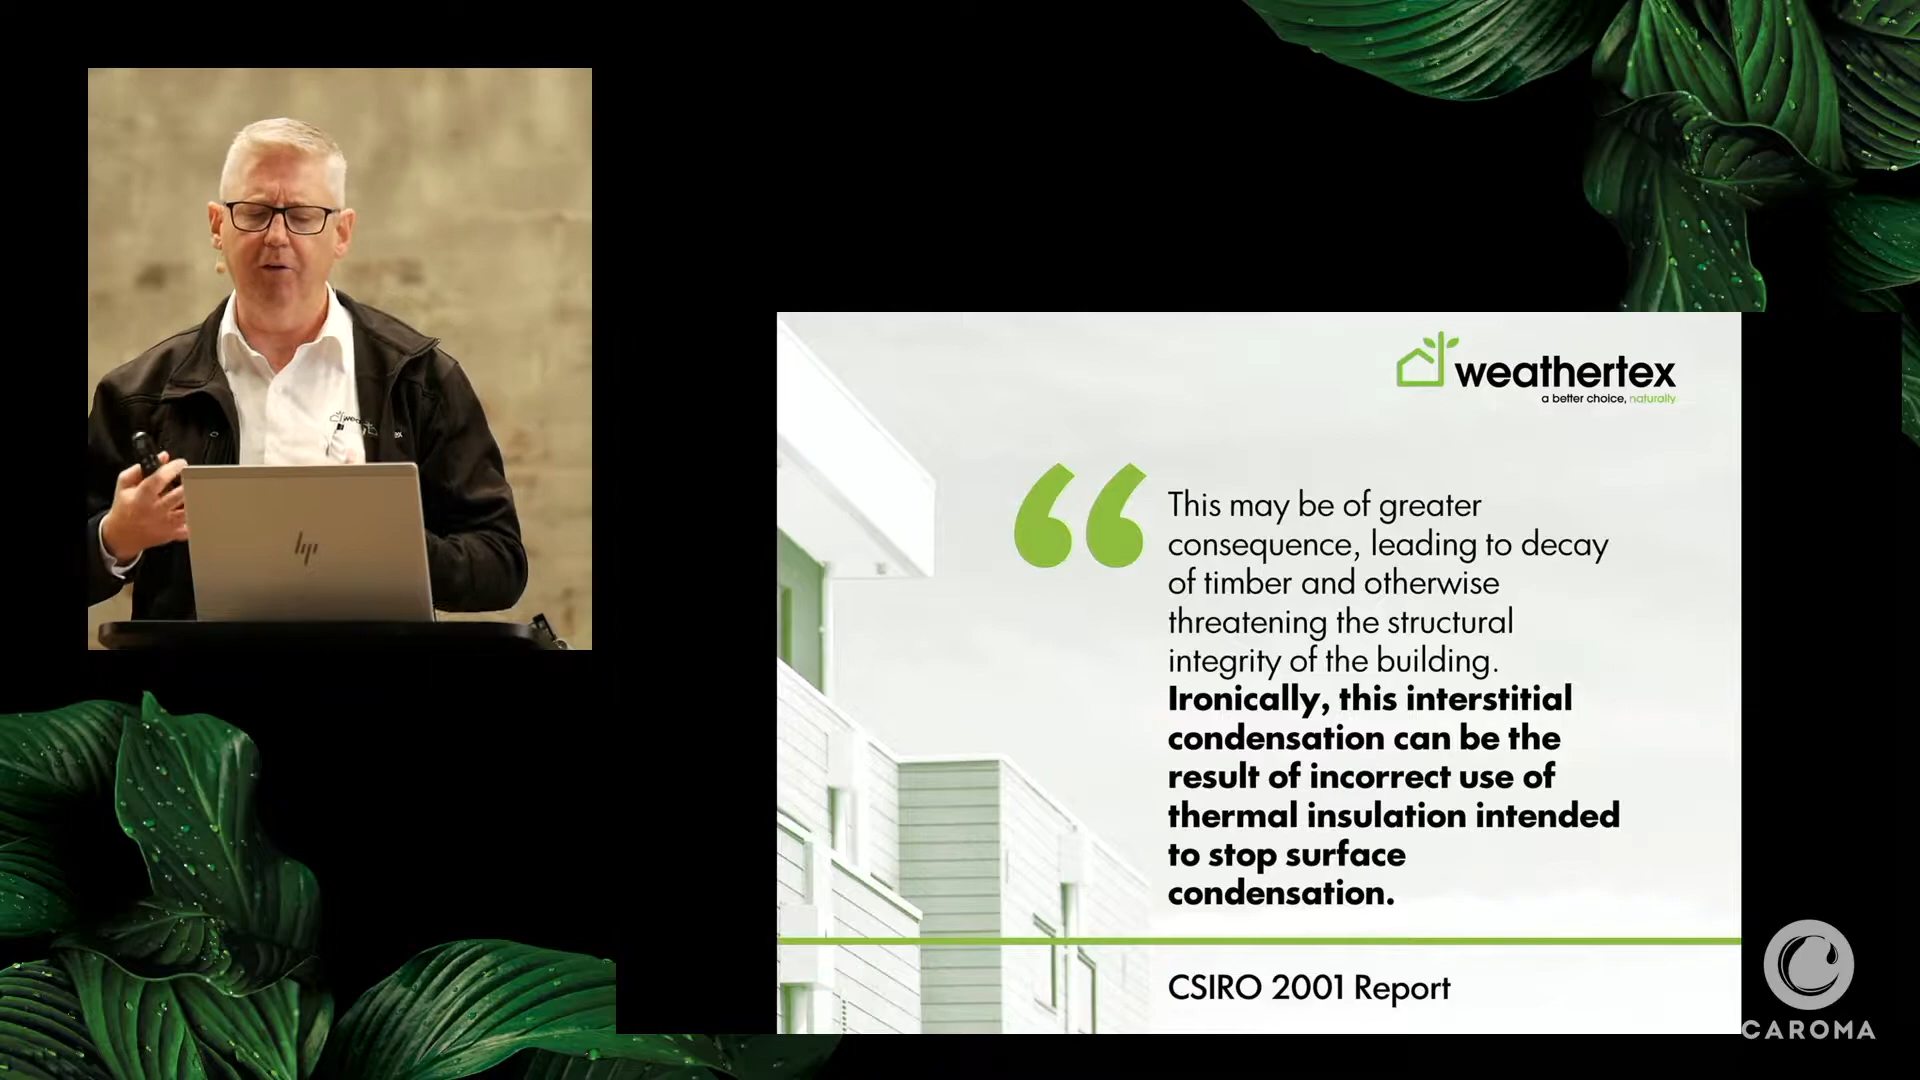 hp
weathertex
a better choice, naturally
This may be of greater
consequence, leading to decay
of timber and otherwise
threatening the structural
integrity of the building.
Ironically, this interstitial
condensation can be the
result of incorrect use of
thermal insulation intended
to stop surface
condensation.
CSIRO 2001 Report
CAROMA